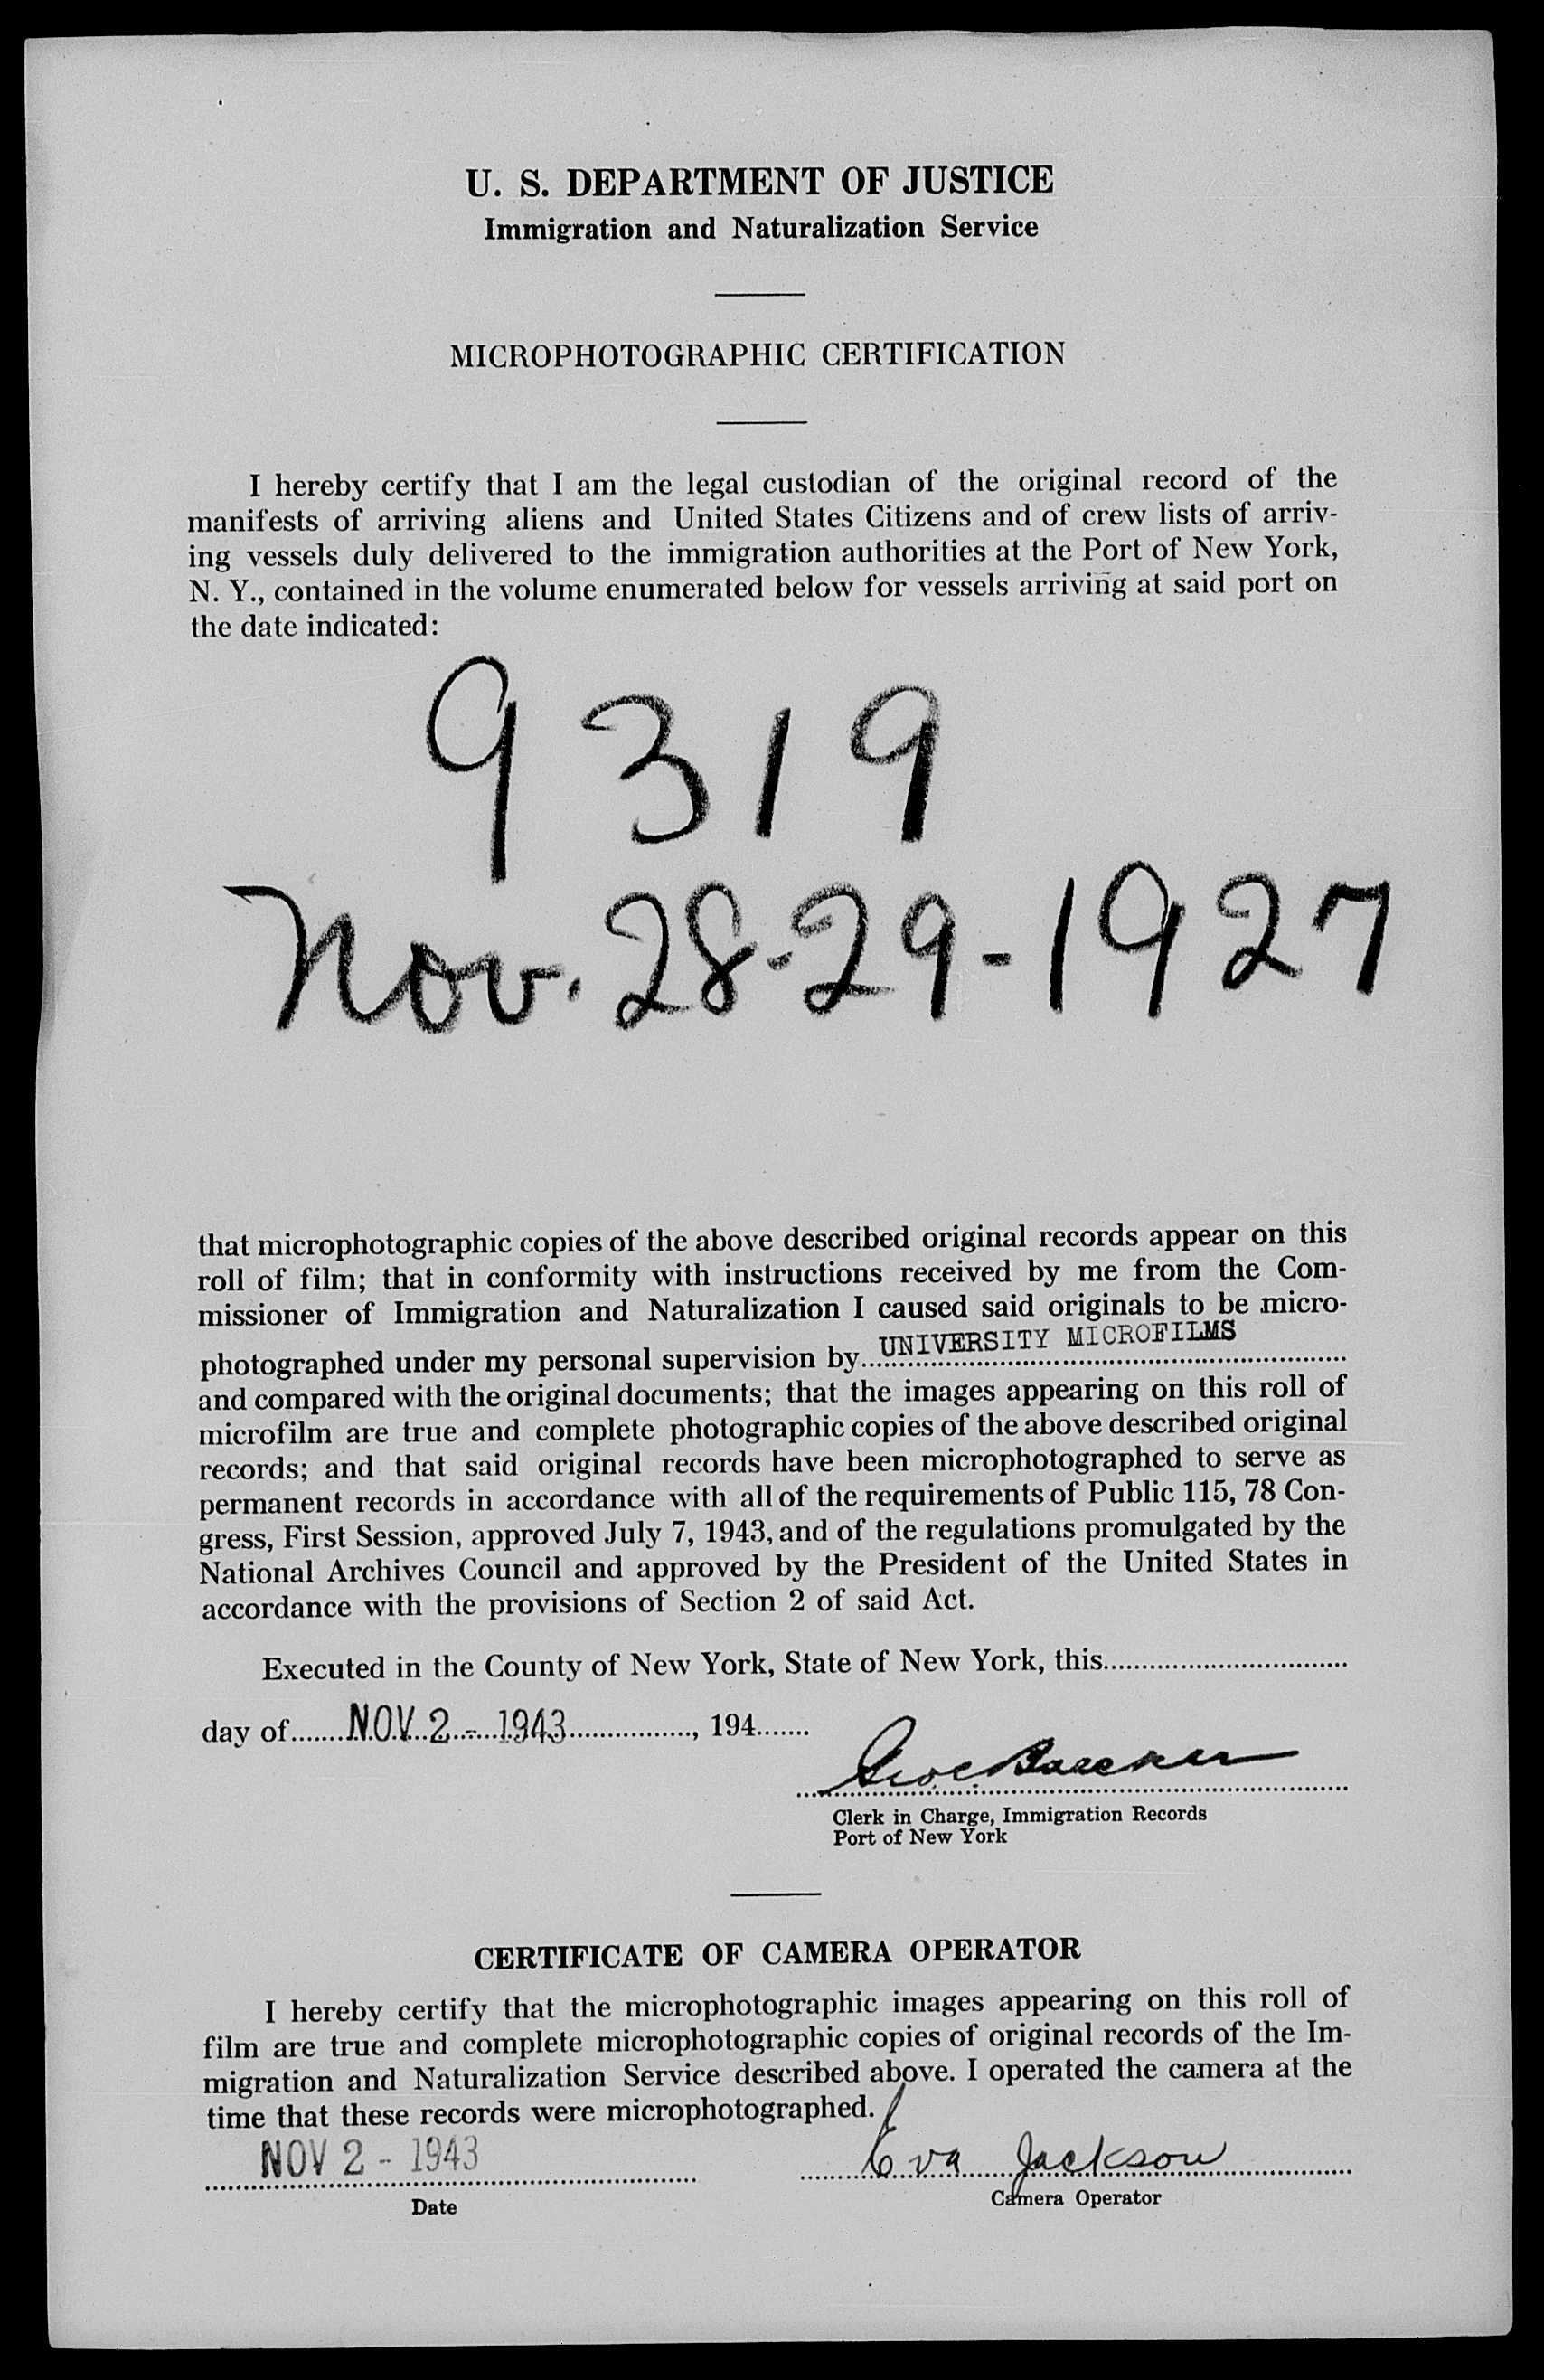 U. S. DEPARTMENT OF JUSTICE
Immigration and Naturalization Service
MICROPHOTOGRAPHIC CERTIFICATION
I hereby certify that I am the legal custodian of the original record of the
manifests of arriving aliens and United States Citizens and of crew lists of arriv-
ing vessels duly delivered to the immigration authorities at the Port of New York,
N. Y., contained in the volume enumerated below for vessels arriving at said port on
the date indicated:
9319
Nov. 28-29-1927
that microphotographic copies of the above described original records appear on this
roll of film; that in conformity with instructions received by me from the Com-
missioner of Immigration and Naturalization I caused said originals to be micro-
photographed under my personal supervision by UNIVERSITY MICROFILMS
and compared with the original documents; that the images appearing on this roll of
microfilm are true and complete photographic copies of the above described original
records; and that said original records have been microphotographed to serve as
permanent records in accordance with all of the requirements of Public 115, 78 Con-
gress, First Session, approved July 7, 1943, and of the regulations promulgated by the
National Archives Council and approved by the President of the United States in
accordance with the provisions of Section 2 of said Act.
Executed in the County of New York, State of New York, this
day of NOV 2 - 1943, 194
Clerk in Charge, Immigration Records
Port of New York
CERTIFICATE OF CAMERA OPERATOR
I hereby certify that the microphotographic images appearing on this roll of
film are true and complete microphotographic copies of original records of the Im-
migration and Naturalization Service described above. I operated the camera at the
time that these records were microphotographed.
NOV 2 - 1943 Eva Jackson
Date Camera Operator